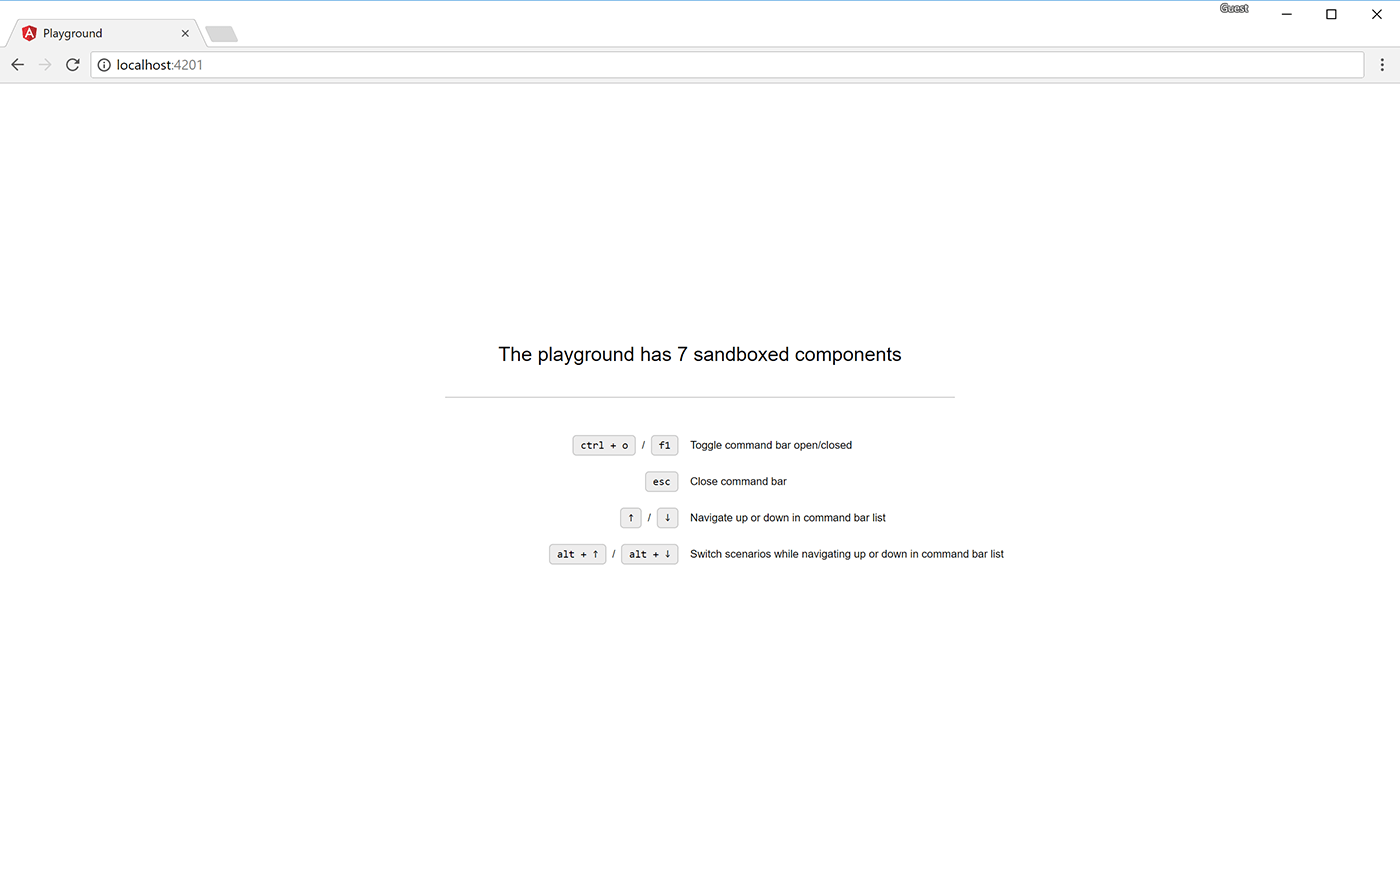 Guest
Playground
localhost:4201
The playground has 7 sandboxed components
ctrl + o / f1 Toggle command bar open/closed
esc Close command bar
↑ / ↓ Navigate up or down in command bar list
alt + ↑ / alt + ↓ Switch scenarios while navigating up or down in command bar list